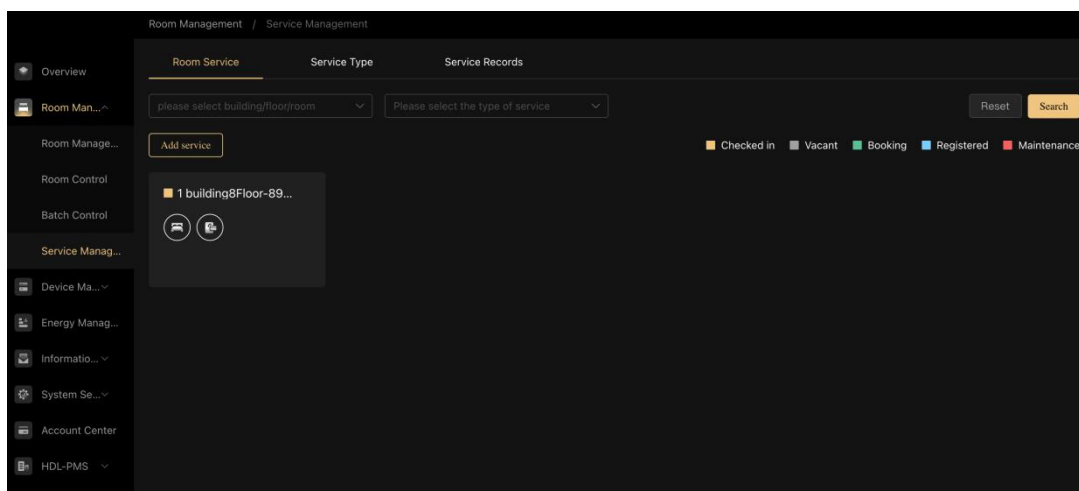 Room Management / Service Management
Overview
Room Man...
Room Manage...
Room Control
Batch Control
Service Manag...
Device Ma...
Energy Manag...
Informatio...
System Se...
Account Center
HDL-PMS
Room Service Service Type Service Records
please select building/floor/room Please select the type of service Reset Search
Add service Checked in Vacant Booking Registered Maintenance
1 building8Floor-89...